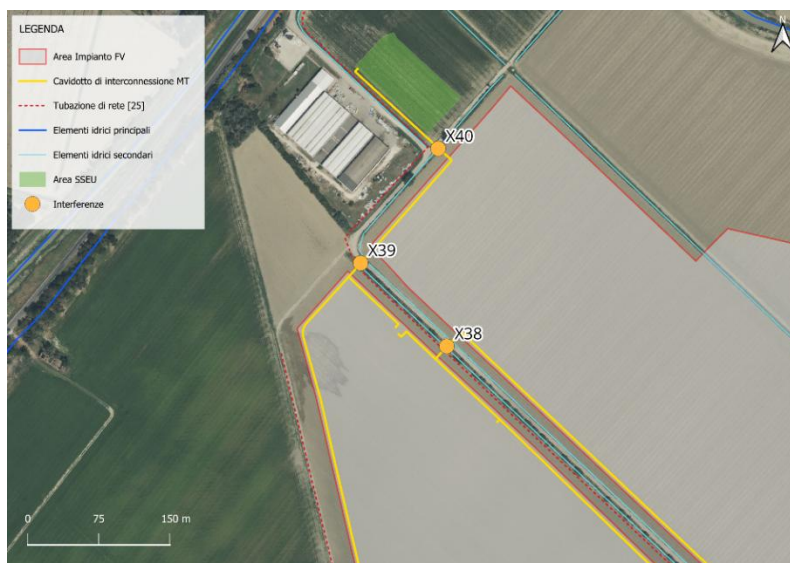 LEGENDA
Area Impianto FV
Cavidotto di interconnessione MT
Tubazione di rete [25]
Elementi idrici principali
Elementi idrici secondari
Area SSEU
Interferenze
N
X40
X39
X38
0 75 150 m